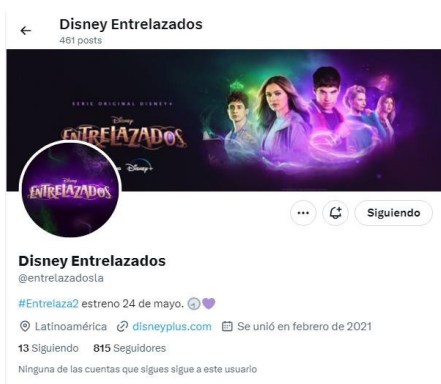 Disney Entrelazados
461 posts
SERIE ORIGINAL DISNEY+
Disney
ENTRELAZADOS
Disney+
ENTRELAZADOS
Siguiendo
Disney Entrelazados
@entrelazadosla
#Entrelaza2 estreno 24 de mayo.
Latinoamérica disneyplus.com Se unió en febrero de 2021
13 Siguiendo 815 Seguidores
Ninguna de las cuentas que sigues sigue a este usuario